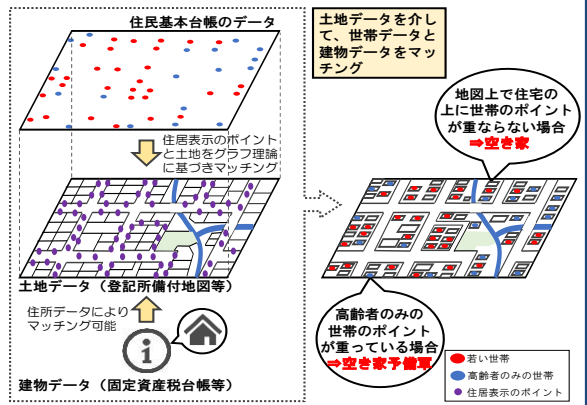 住民基本台帳のデータ
土地データを介し
て、世帯データと
建物データをマッ
チング
地図上で住宅の
上に世帯のポイント
が重ならない場合
⇒空き家
住居表示のポイント
と土地をグラフ理論
に基づきマッチング
土地データ（登記所備付地図等）
住所データにより
マッチング可能
建物データ（固定資産税台帳等）
高齢者のみの
世帯のポイント
が重っている場合
⇒空き家予備軍
若い世帯
高齢者のみの世帯
住居表示のポイント